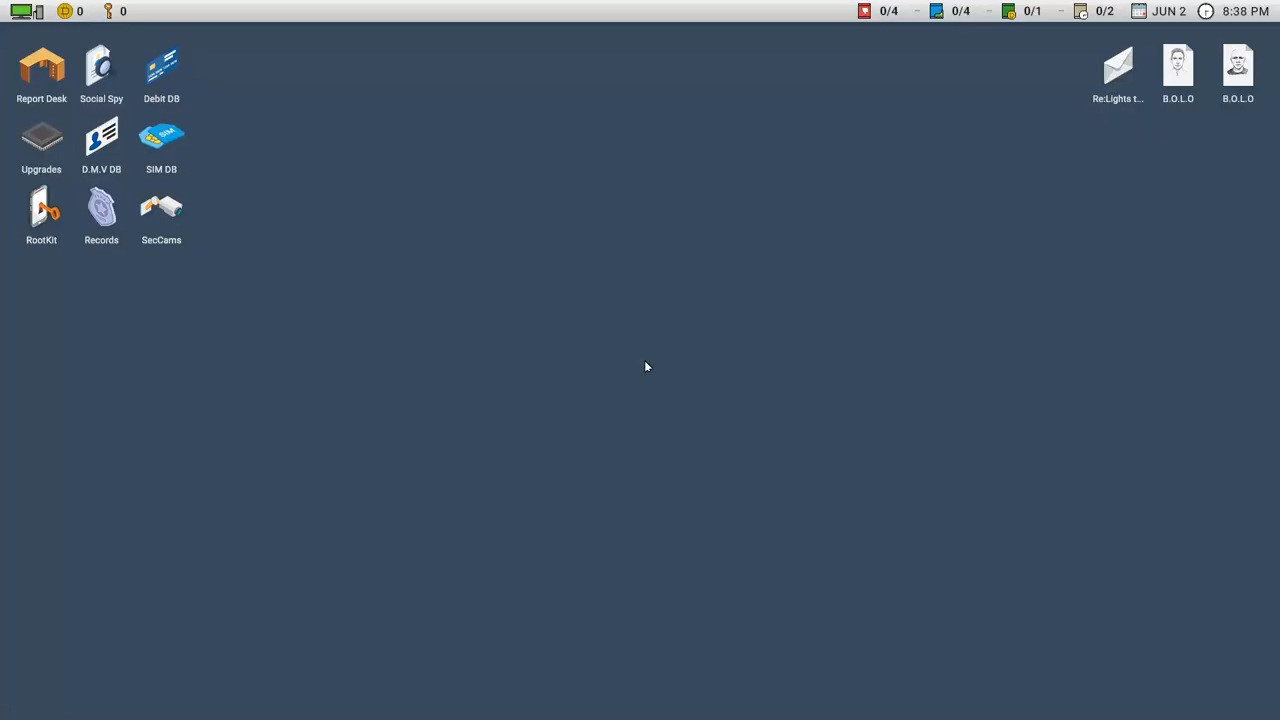 0 0 0/4 0/4 0/1 0/2 JUN 2 8:38 PM
Report Desk Social Spy Debit DB Re:Lights t... B.O.L.O B.O.L.O
Upgrades D.M.V DB SIM DB
RootKit Records SecCams